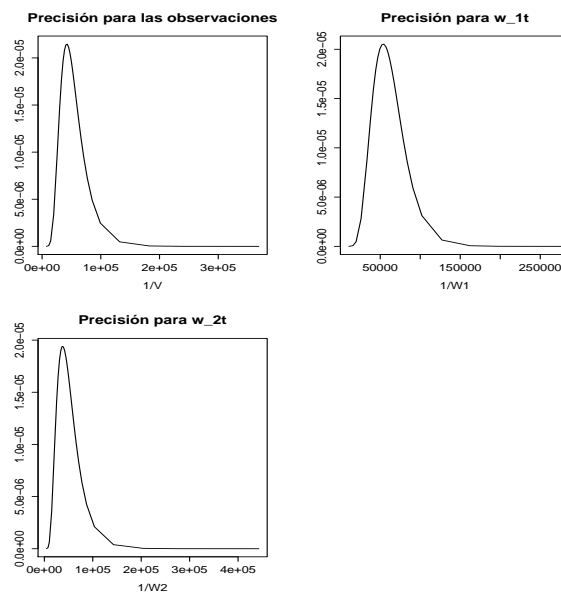 Precisión para las observaciones
2.0e−05
1.5e−05
1.0e−05
5.0e−06
0.0e+00
0e+00 1e+05 2e+05 3e+05
1/V
Precisión para w_1t
2.0e−05
1.5e−05
1.0e−05
5.0e−06
0.0e+00
50000 150000 250000
1/W1
Precisión para w_2t
2.0e−05
1.5e−05
1.0e−05
5.0e−06
0.0e+00
0e+00 1e+05 2e+05 3e+05 4e+05
1/W2